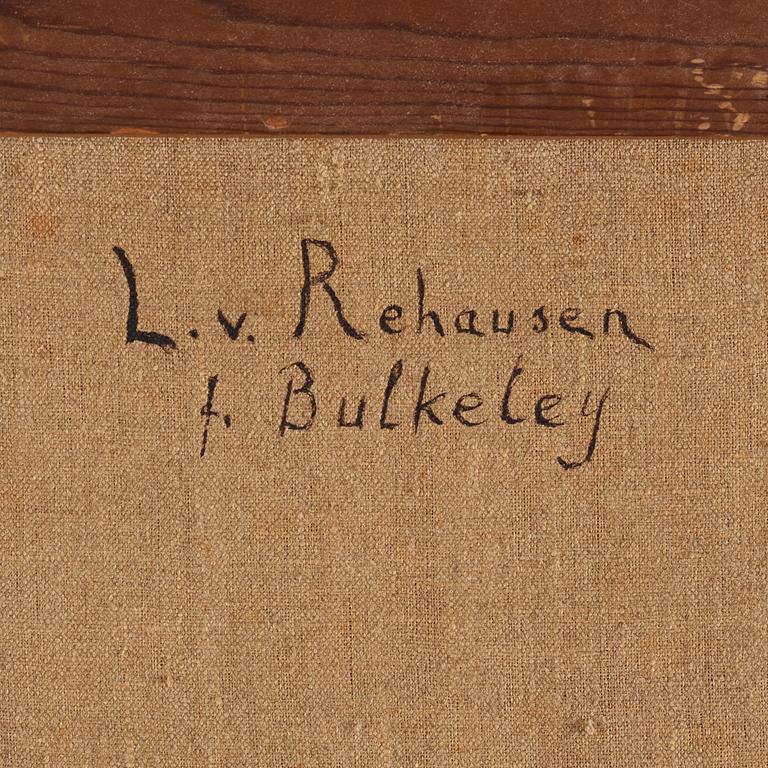 L. v. Rehausen
f. Bulkeley